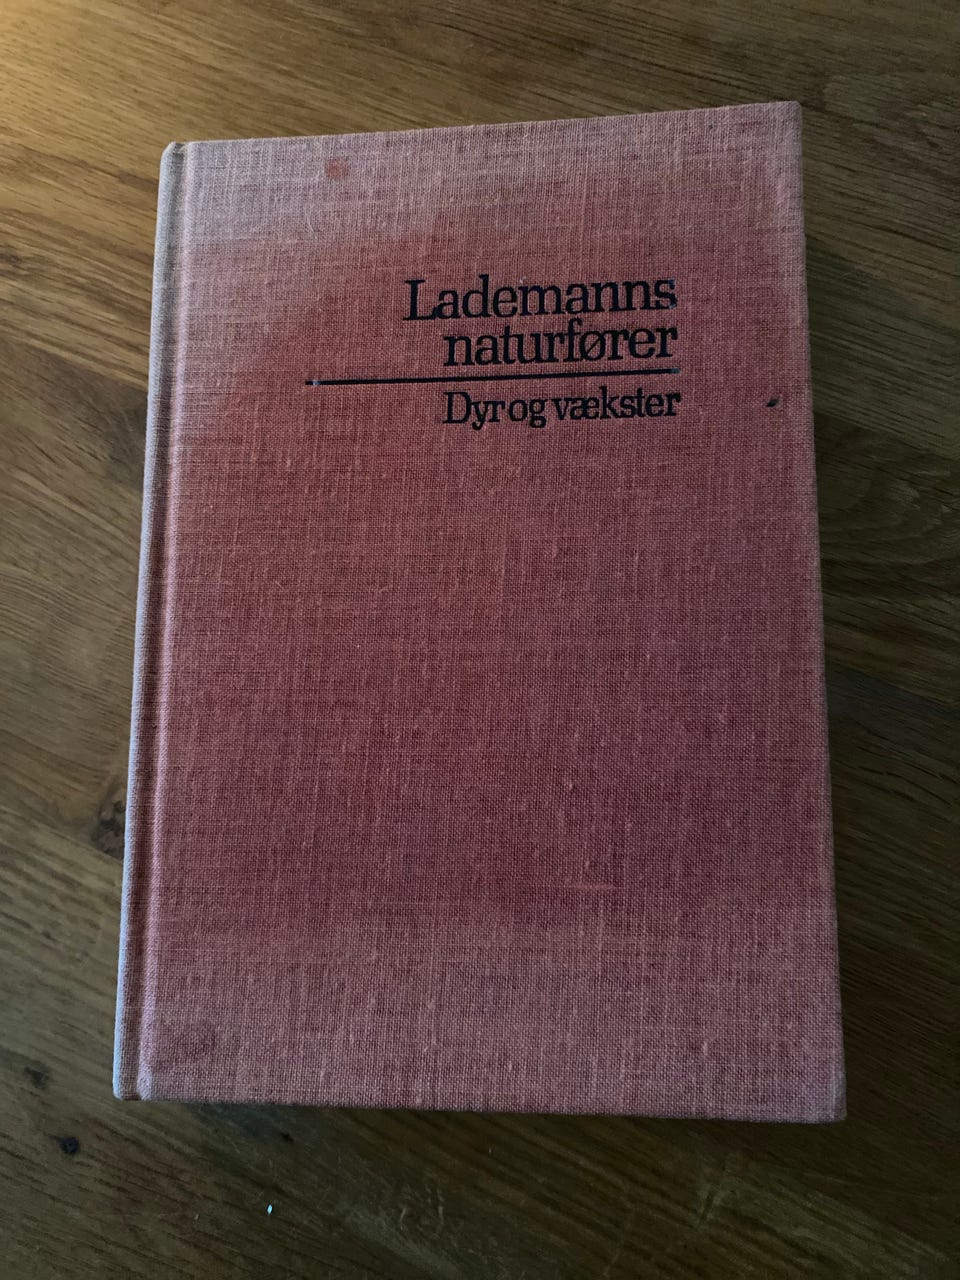 Lademanns
naturfører
Dyr og vækster